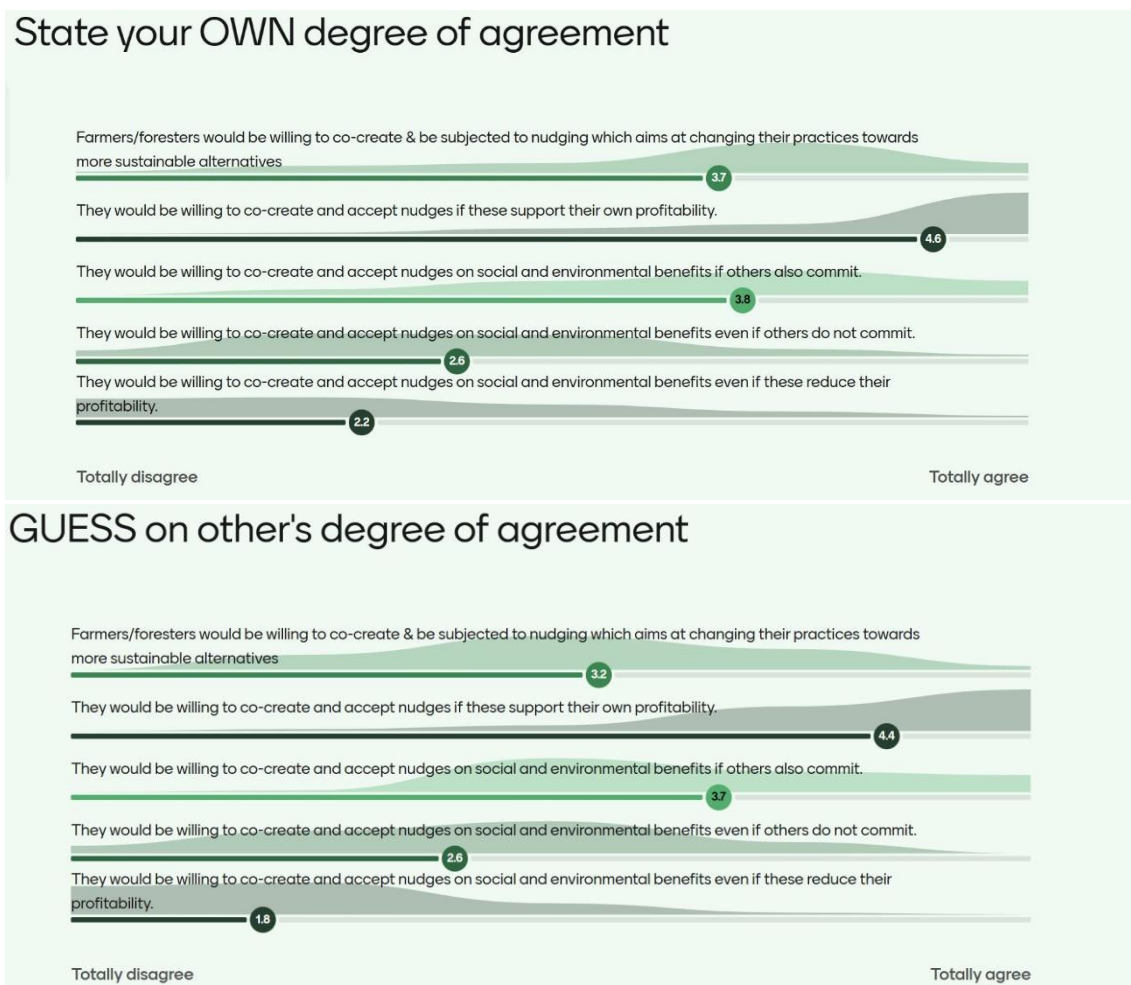 State your OWN degree of agreement
Farmers/foresters would be willing to co-create & be subjected to nudging which aims at changing their practices towards
more sustainable alternatives
3.7
They would be willing to co-create and accept nudges if these support their own profitability.
4.6
They would be willing to co-create and accept nudges on social and environmental benefits if others also commit.
3.8
They would be willing to co-create and accept nudges on social and environmental benefits even if others do not commit.
2.6
They would be willing to co-create and accept nudges on social and environmental benefits even if these reduce their
profitability.
2.2
Totally disagree
Totally agree
GUESS on other's degree of agreement
Farmers/foresters would be willing to co-create & be subjected to nudging which aims at changing their practices towards
more sustainable alternatives
3.2
They would be willing to co-create and accept nudges if these support their own profitability.
4.4
They would be willing to co-create and accept nudges on social and environmental benefits if others also commit.
3.7
They would be willing to co-create and accept nudges on social and environmental benefits even if others do not commit.
2.6
They would be willing to co-create and accept nudges on social and environmental benefits even if these reduce their
profitability.
1.8
Totally disagree
Totally agree